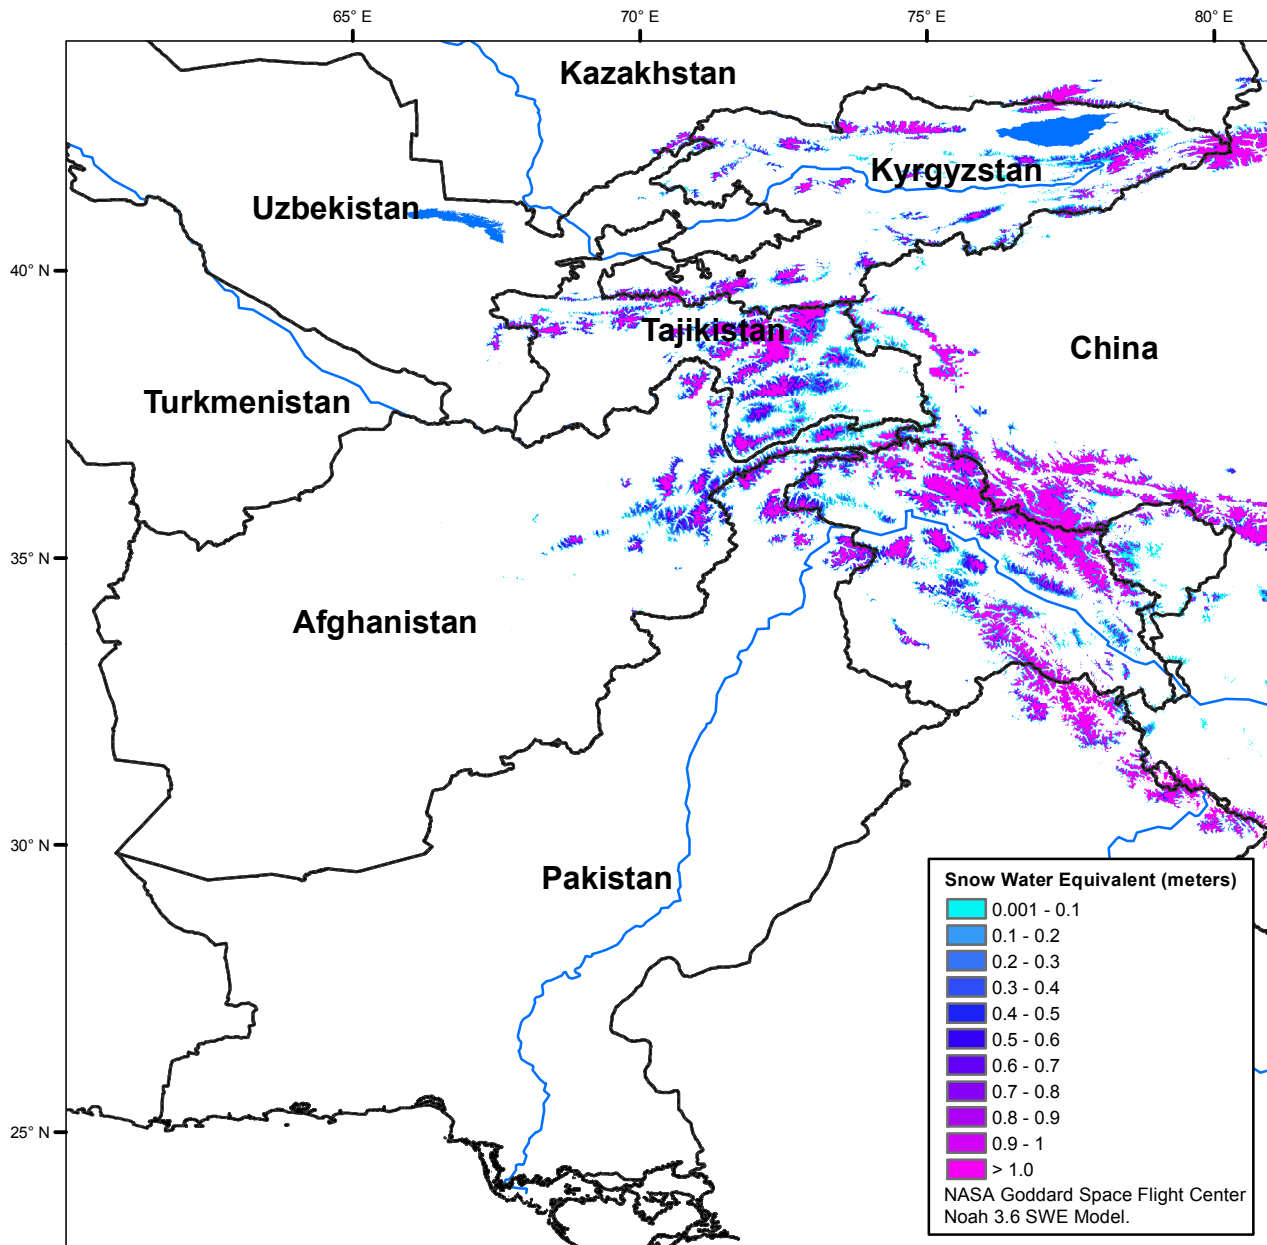 65° E
70° E
75° E
80° E
Kazakhstan
Kyrgyzstan
Uzbekistan
40° N
Tajikistan
China
Turkmenistan
35° N
Afghanistan
30° N
Pakistan
25° N
Snow Water Equivalent (meters)
0.001 - 0.1
0.1 - 0.2
0.2 - 0.3
0.3 - 0.4
0.4 - 0.5
0.5 - 0.6
0.6 - 0.7
0.7 - 0.8
0.8 - 0.9
0.9 - 1
> 1.0
NASA Goddard Space Flight Center
Noah 3.6 SWE Model.